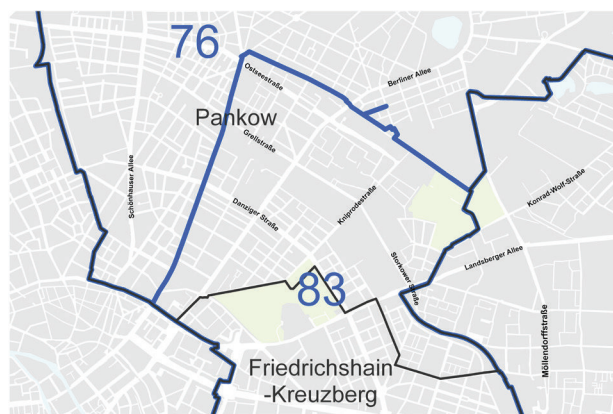 76
Ostseestraße
Berliner Allee
Pankow
Grellstraße
Schönhauser Allee
Danziger Straße
Kniprodestraße
Konrad-Wolf-Straße
Storkower Straße
Landsberger Allee
83
Möllendorffstraße
Friedrichshain
-Kreuzberg